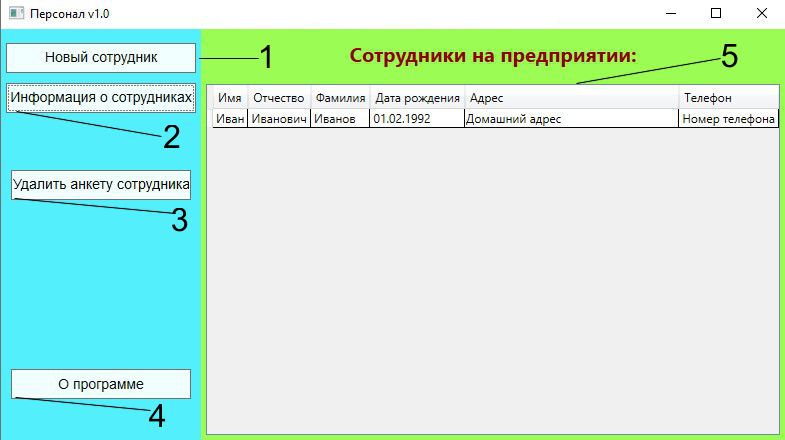 Персонал v1.0
Новый сотрудник
1
Информация о сотрудниках
2
Удалить анкету сотрудника
3
О программе
4
Сотрудники на предприятии:
5
Имя Отчество Фамилия Дата рождения Адрес Телефон
Иван Иванович Иванов 01.02.1992 Домашний адрес Номер телефона